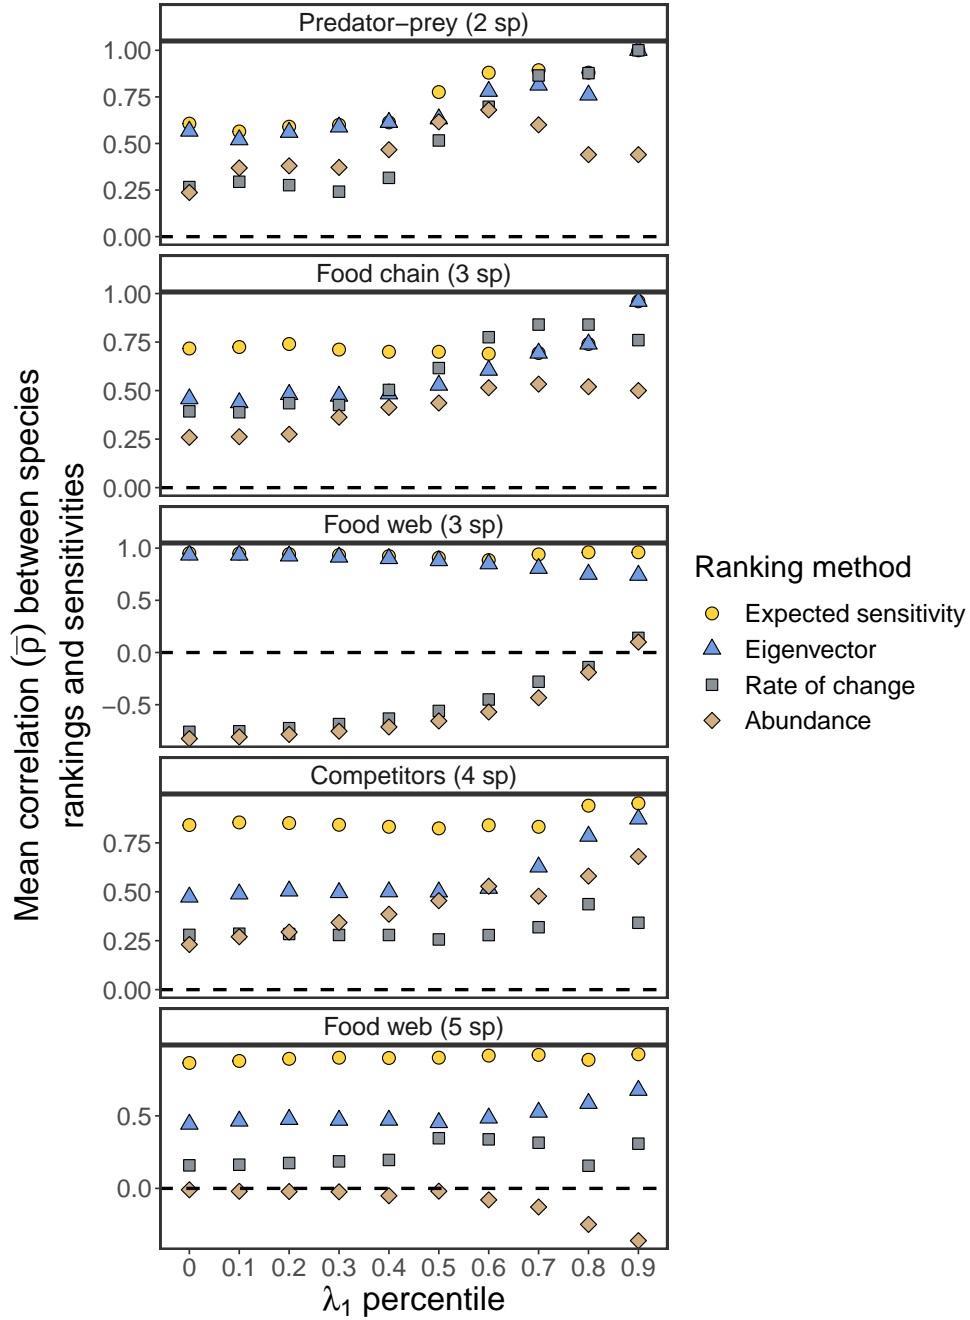 Predator−prey (2 sp)
1.00
0.75
0.50
0.25
0.00
Food chain (3 sp)
1.00
0.75
0.50
0.25
0.00
Food web (3 sp)
1.0
0.5
0.0
−0.5
Competitors (4 sp)
0.75
0.50
0.25
0.00
Food web (5 sp)
0.5
0.0
0 0.1 0.2 0.3 0.4 0.5 0.6 0.7 0.8 0.9
λ₁ percentile
Mean correlation (ρ̅) between species
rankings and sensitivities
Ranking method
Expected sensitivity
Eigenvector
Rate of change
Abundance